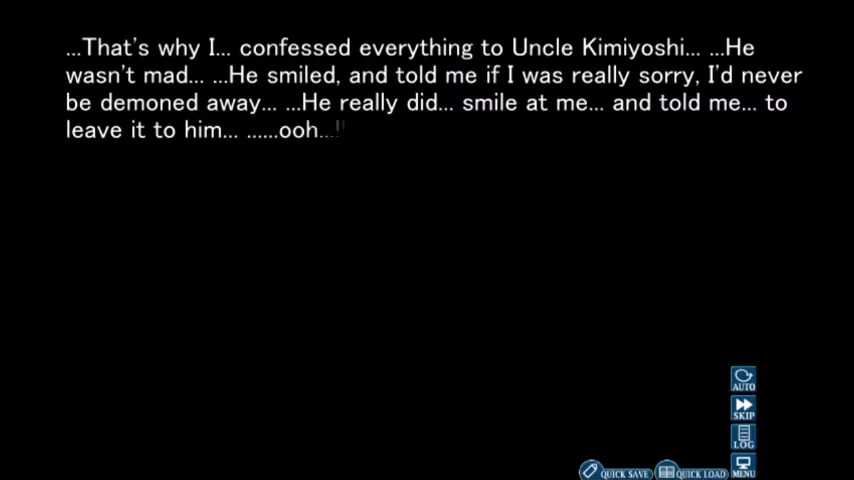 ...That's why I... confessed everything to Uncle Kimiyoshi... ...He
wasn't mad... ...He smiled, and told me if I was really sorry, I'd never
be demoned away... ...He really did... smile at me... and told me... to
leave it to him... ......ooh...!!
AUTO
SKIP
LOG
MENU
QUICK SAVE
QUICK LOAD